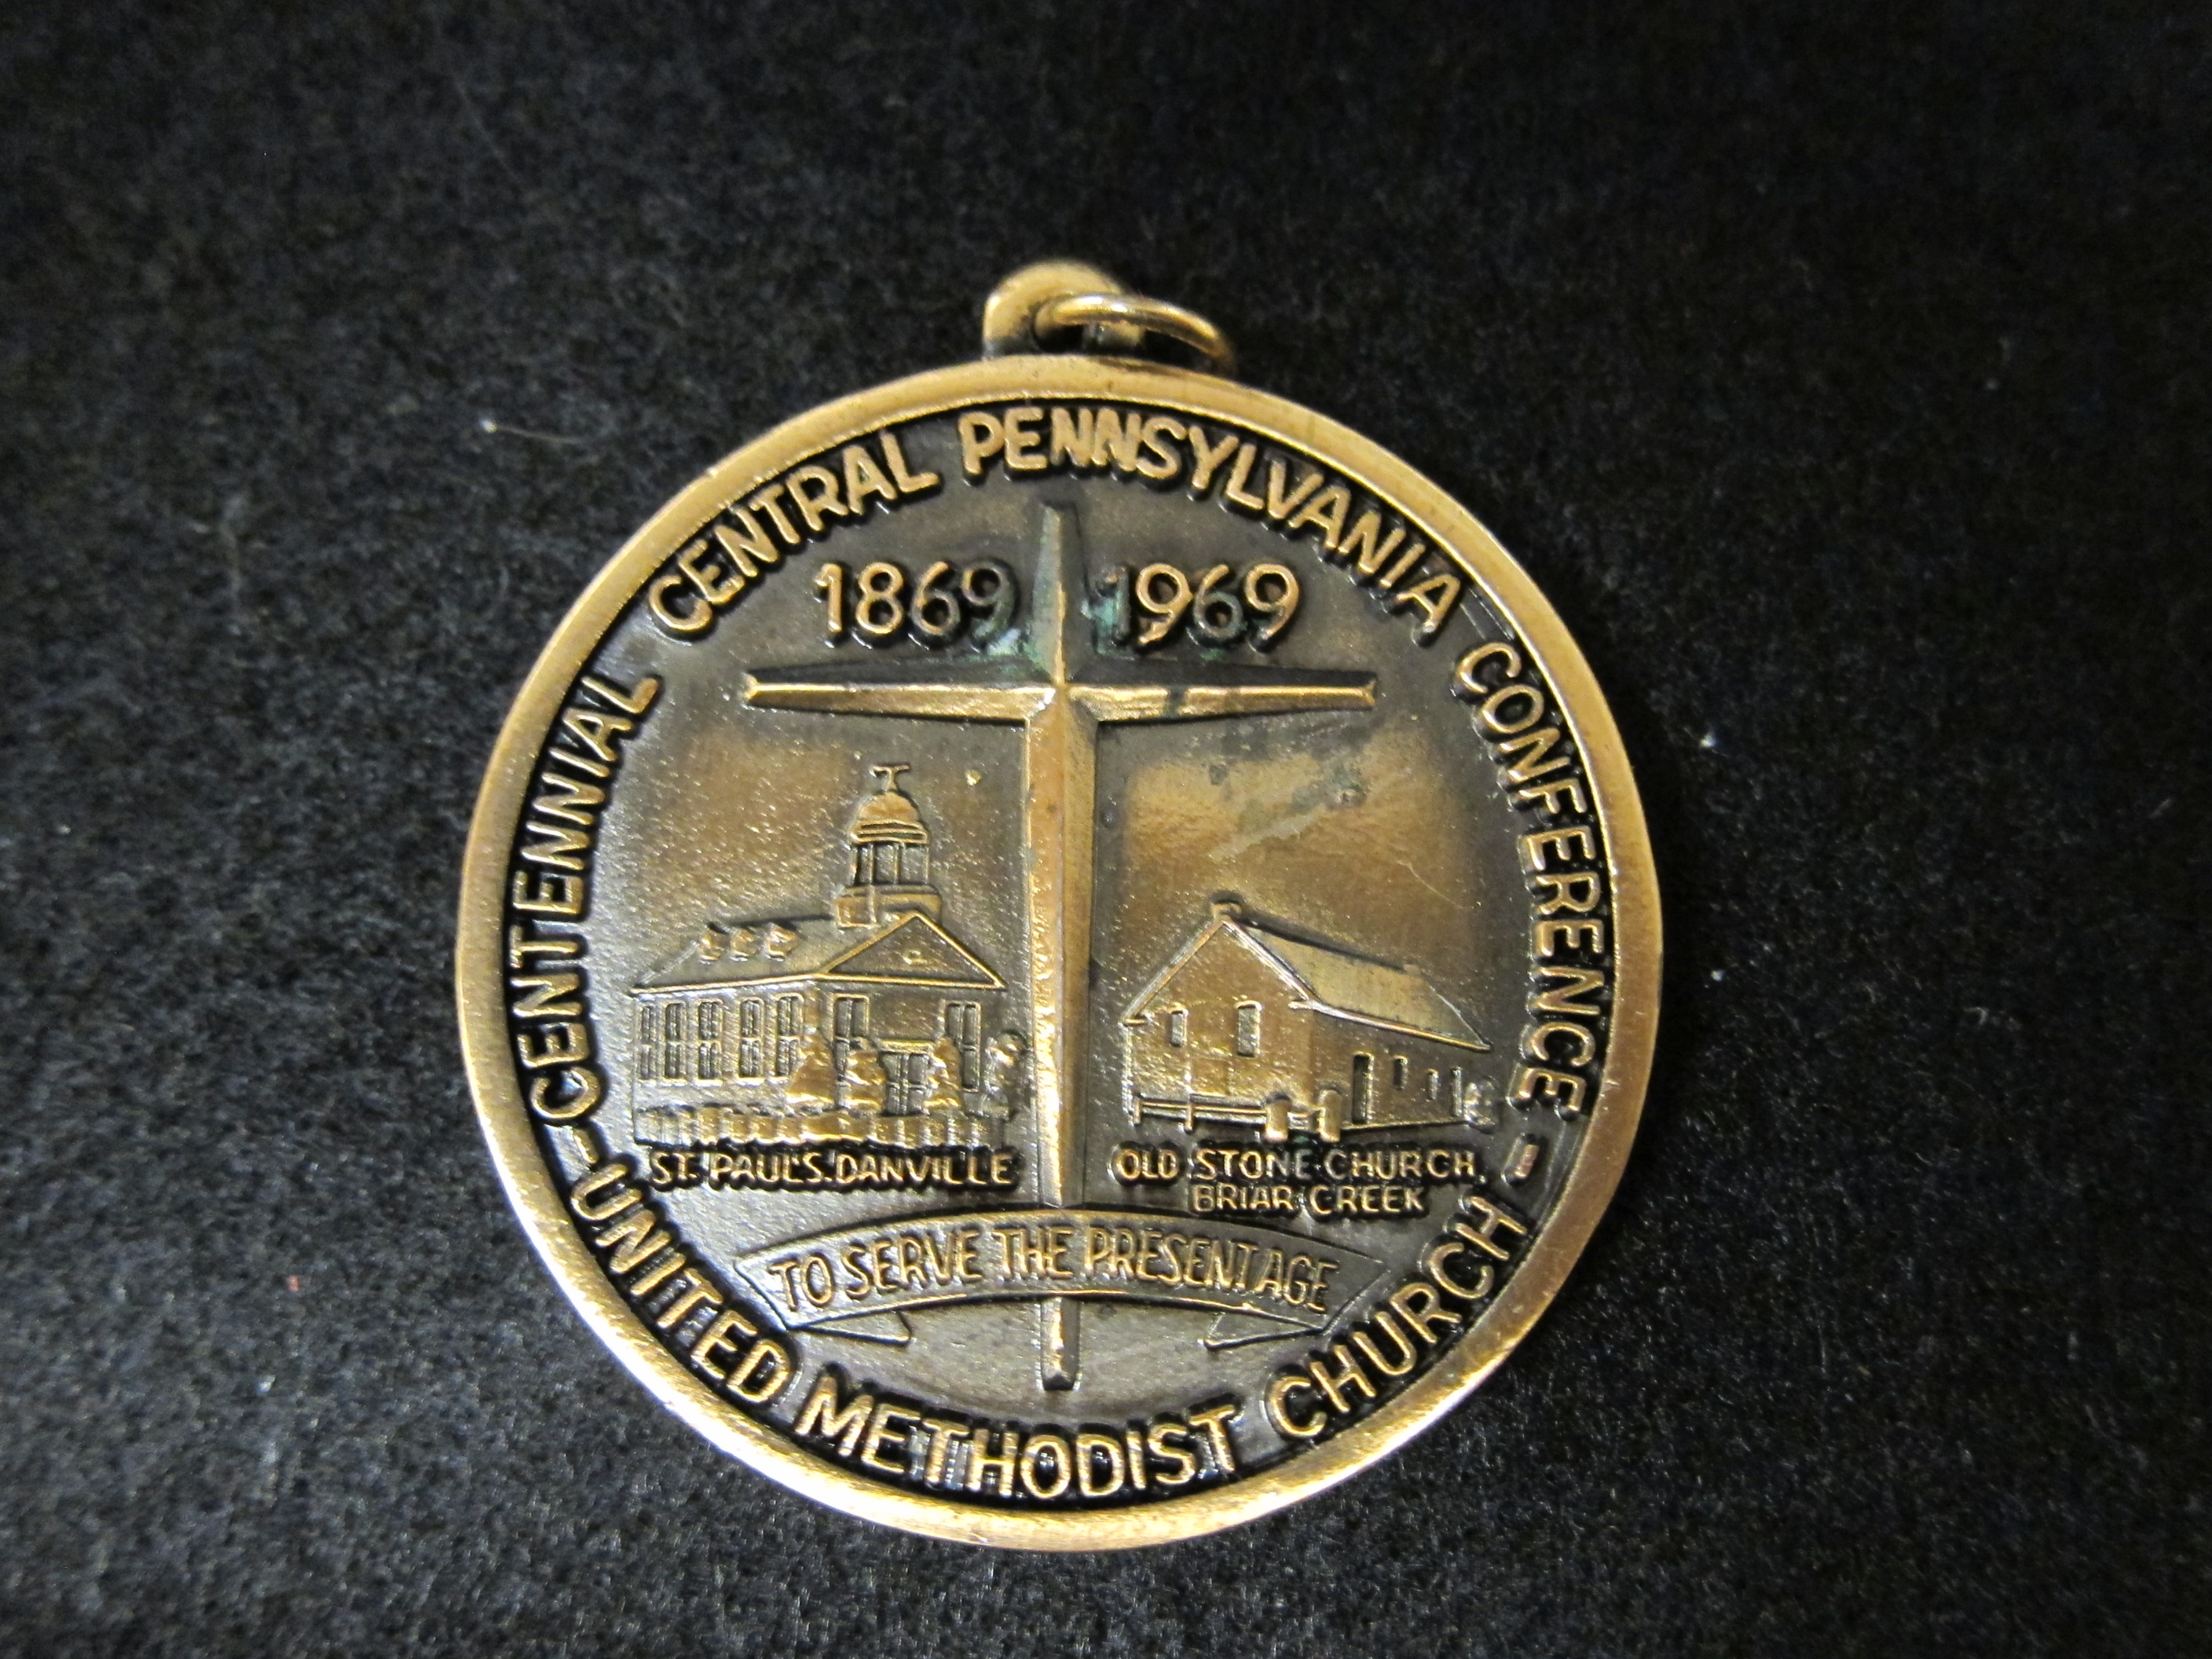 CENTENNIAL CENTRAL PENNSYLVANIA CONFERENCE -
1869 1969
ST. PAUL'S. DANVILLE
OLD STONE CHURCH,
BRIAR CREEK
TO SERVE THE PRESENT AGE
-UNITED METHODIST CHURCH